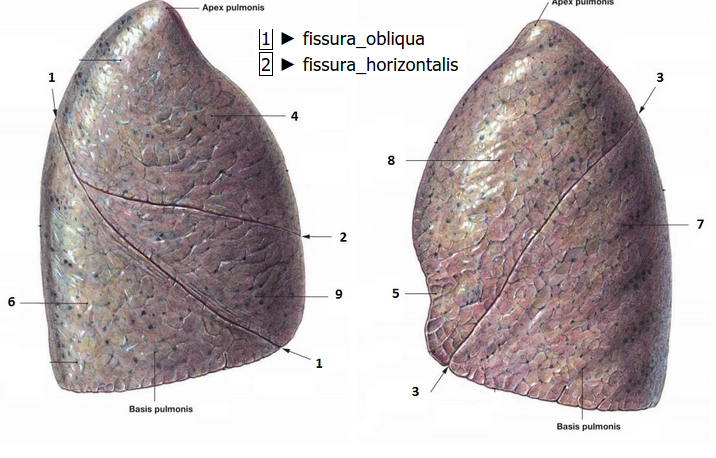 Apex pulmonis
Apex pulmonis
1 ► fissura_obliqua
2 ► fissura_horizontalis
1
3
4
8
2
7
6
9
5
1
3
Basis pulmonis
Basis pulmonis